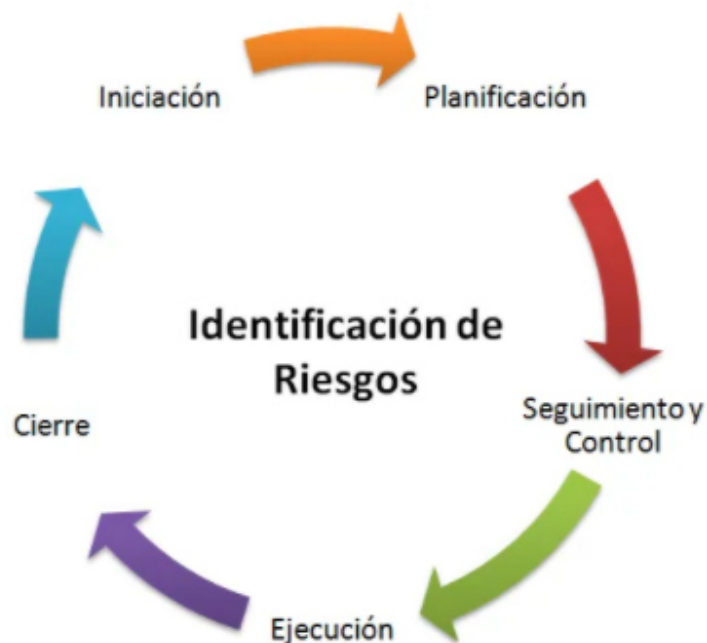 Iniciación
Planificación
Identificación de
Riesgos
Seguimiento y
Control
Cierre
Ejecución